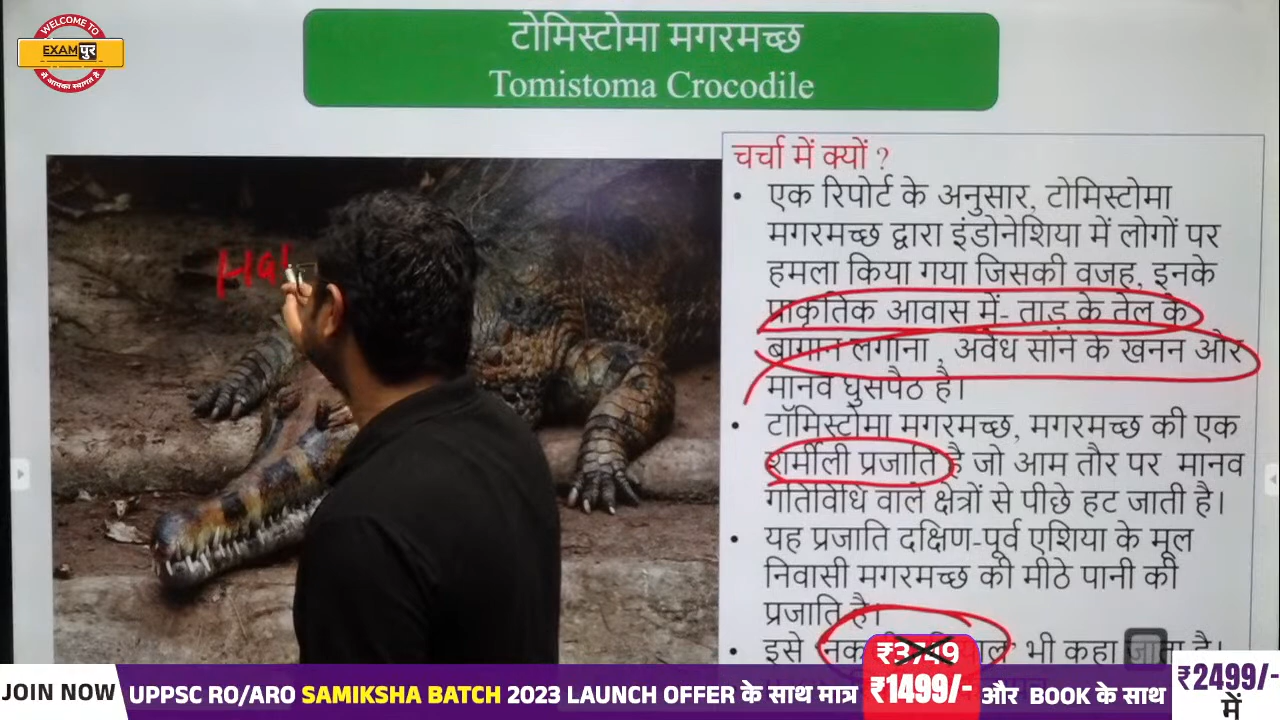 WELCOME TO
EXAMपुर
में आपका स्वागत है
टोमिस्टोमा मगरमच्छ
Tomistoma Crocodile
चर्चा में क्यों ?
• एक रिपोर्ट के अनुसार, टोमिस्टोमा
मगरमच्छ द्वारा इंडोनेशिया में लोगों पर
हमला किया गया जिसकी वजह, इनके
प्राकृतिक आवास में- ताड़ के तेल के
बागान लगाना , अवैध सोने के खनन और
मानव घुसपैठ है।
• टॉमिस्टोमा मगरमच्छ, मगरमच्छ की एक
शर्मीली प्रजाति है जो आम तौर पर मानव
गतिविधि वाले क्षेत्रों से पीछे हट जाती है।
• यह प्रजाति दक्षिण-पूर्व एशिया के मूल
निवासी मगरमच्छ की मीठे पानी की
प्रजाति है।
• इसे भी कहा जाता है।
JOIN NOW
UPPSC RO/ARO SAMIKSHA BATCH 2023 LAUNCH OFFER के साथ मात्र
₹1499/-
और BOOK के साथ
₹2499/-
में